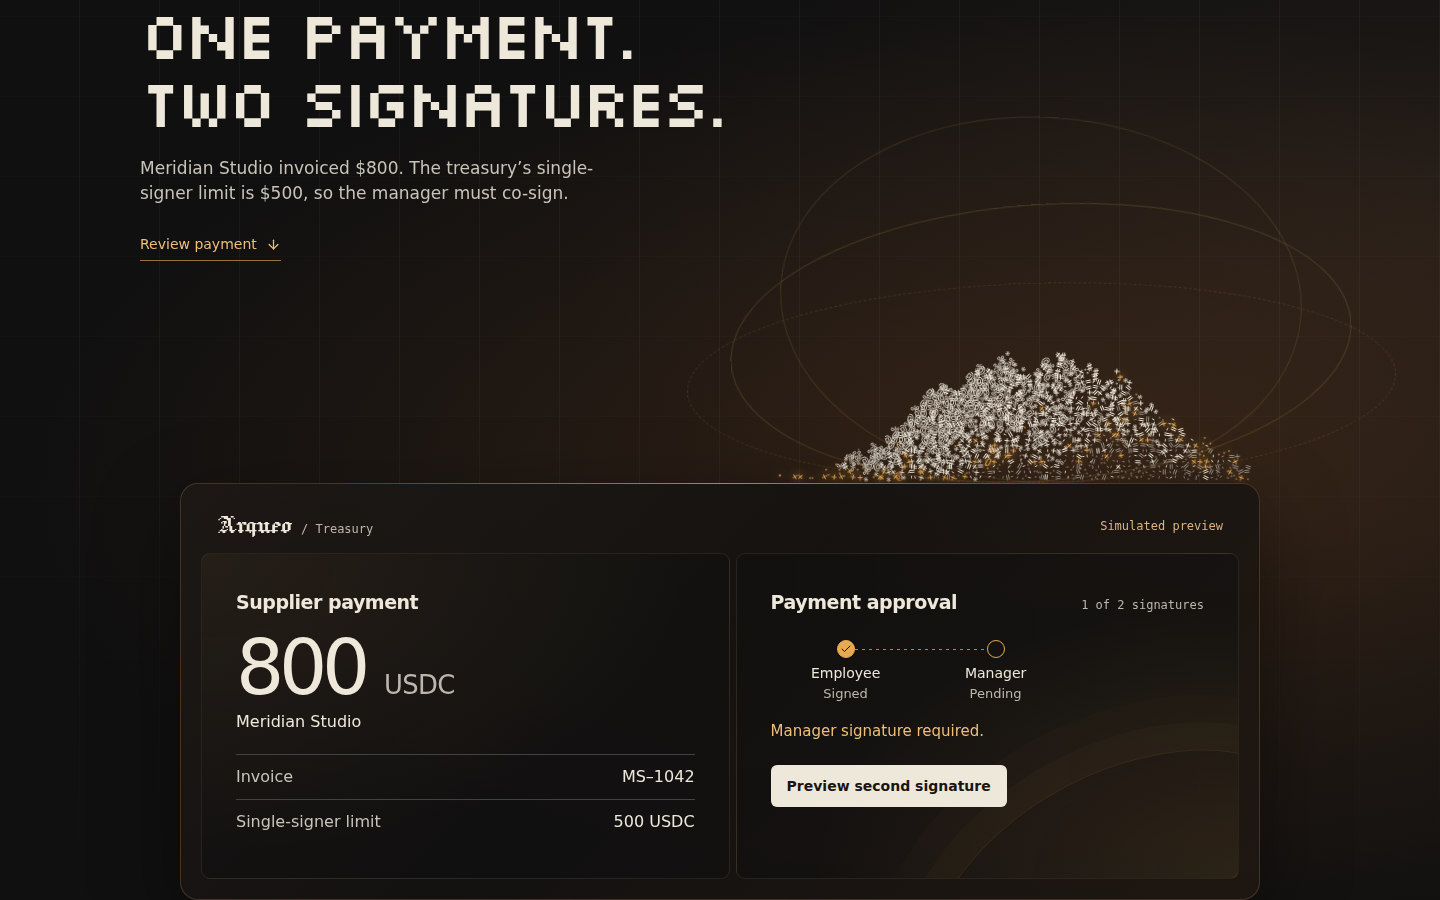 ONE PAYMENT.
TWO SIGNATURES.
Meridian Studio invoiced $800. The treasury’s single-
signer limit is $500, so the manager must co-sign.
Review payment ↓
Arqueo / Treasury
Simulated preview
Supplier payment
800 USDC
Meridian Studio
Invoice MS–1042
Single-signer limit 500 USDC
Payment approval
1 of 2 signatures
Employee Manager
Signed Pending
Manager signature required.
Preview second signature